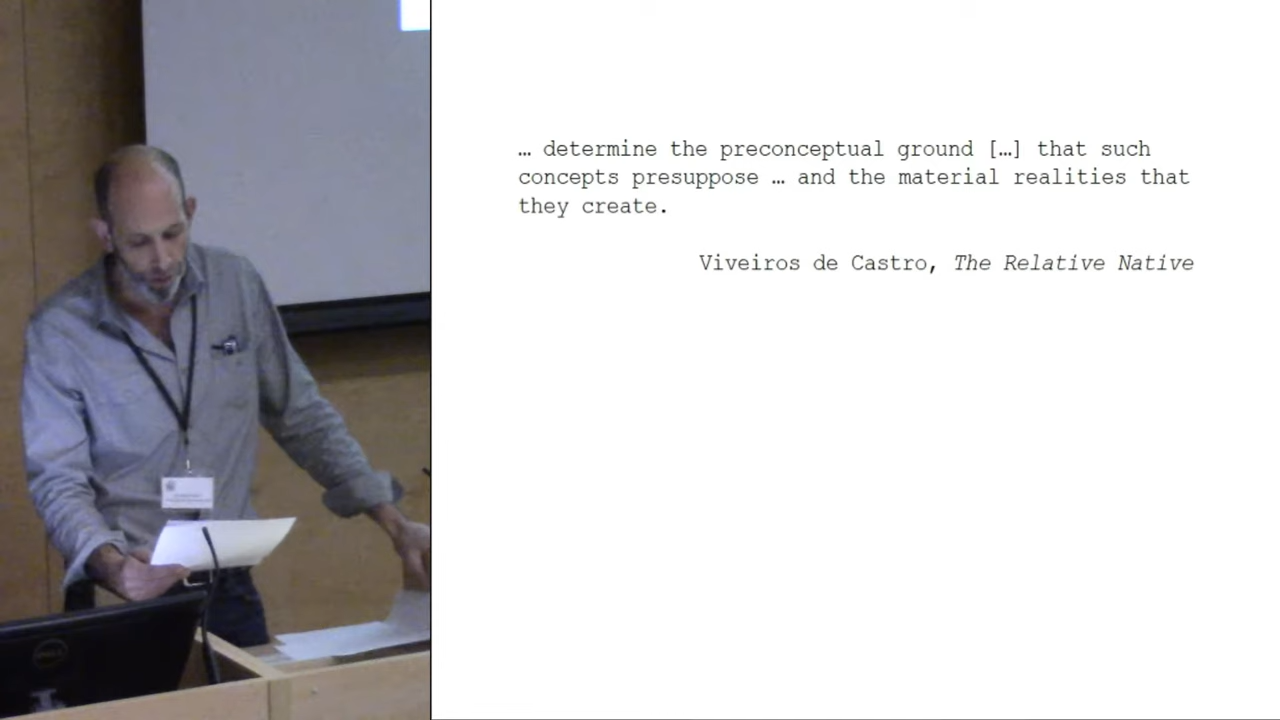 … determine the preconceptual ground […] that such
concepts presuppose … and the material realities that
they create.
Viveiros de Castro, The Relative Native
DELL